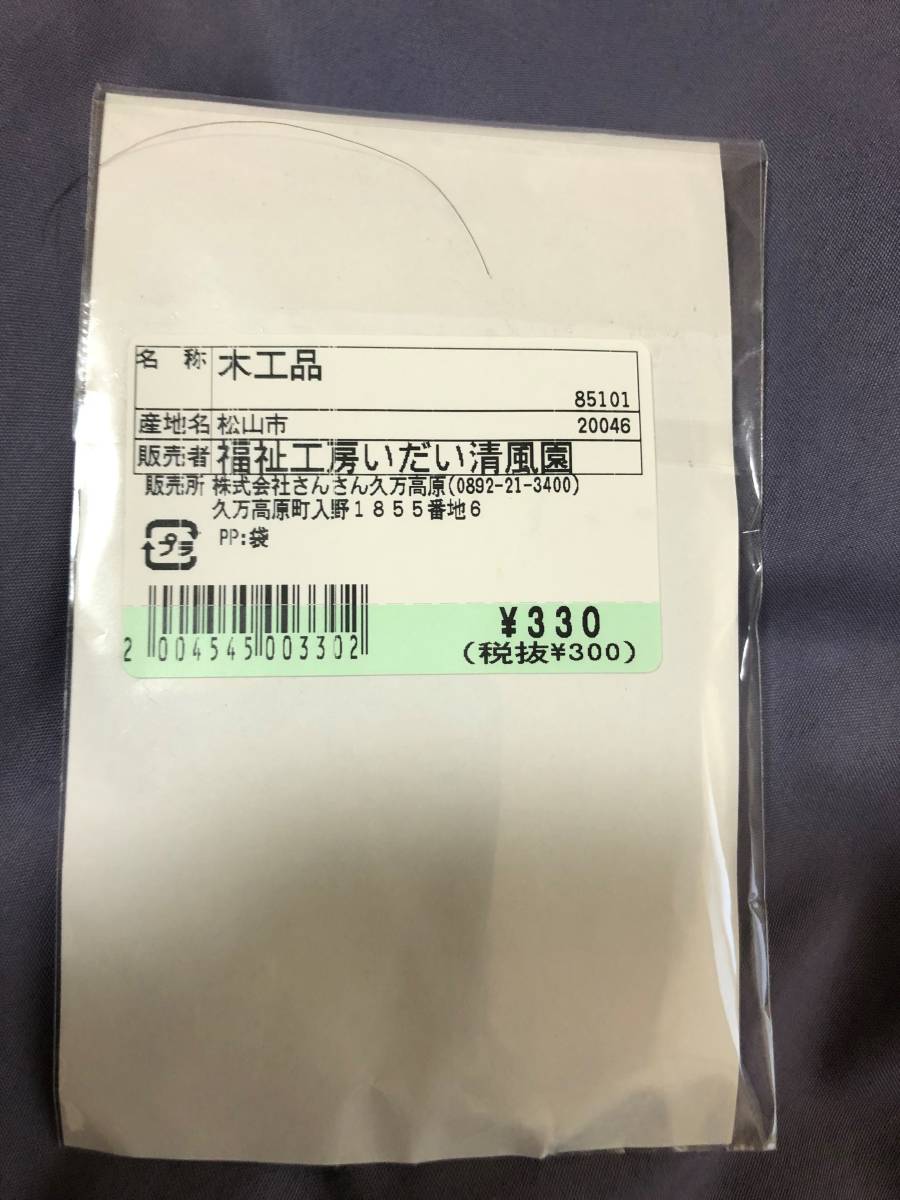 名 称 木工品
85101
産地名 松山市 20046
販売者 福祉工房いだい清風園
販売所 株式会社さんさん久万高原(0892-21-3400)
久万高原町入野1855番地6
プラ PP:袋
¥330
2 004545 003302 (税抜¥300)